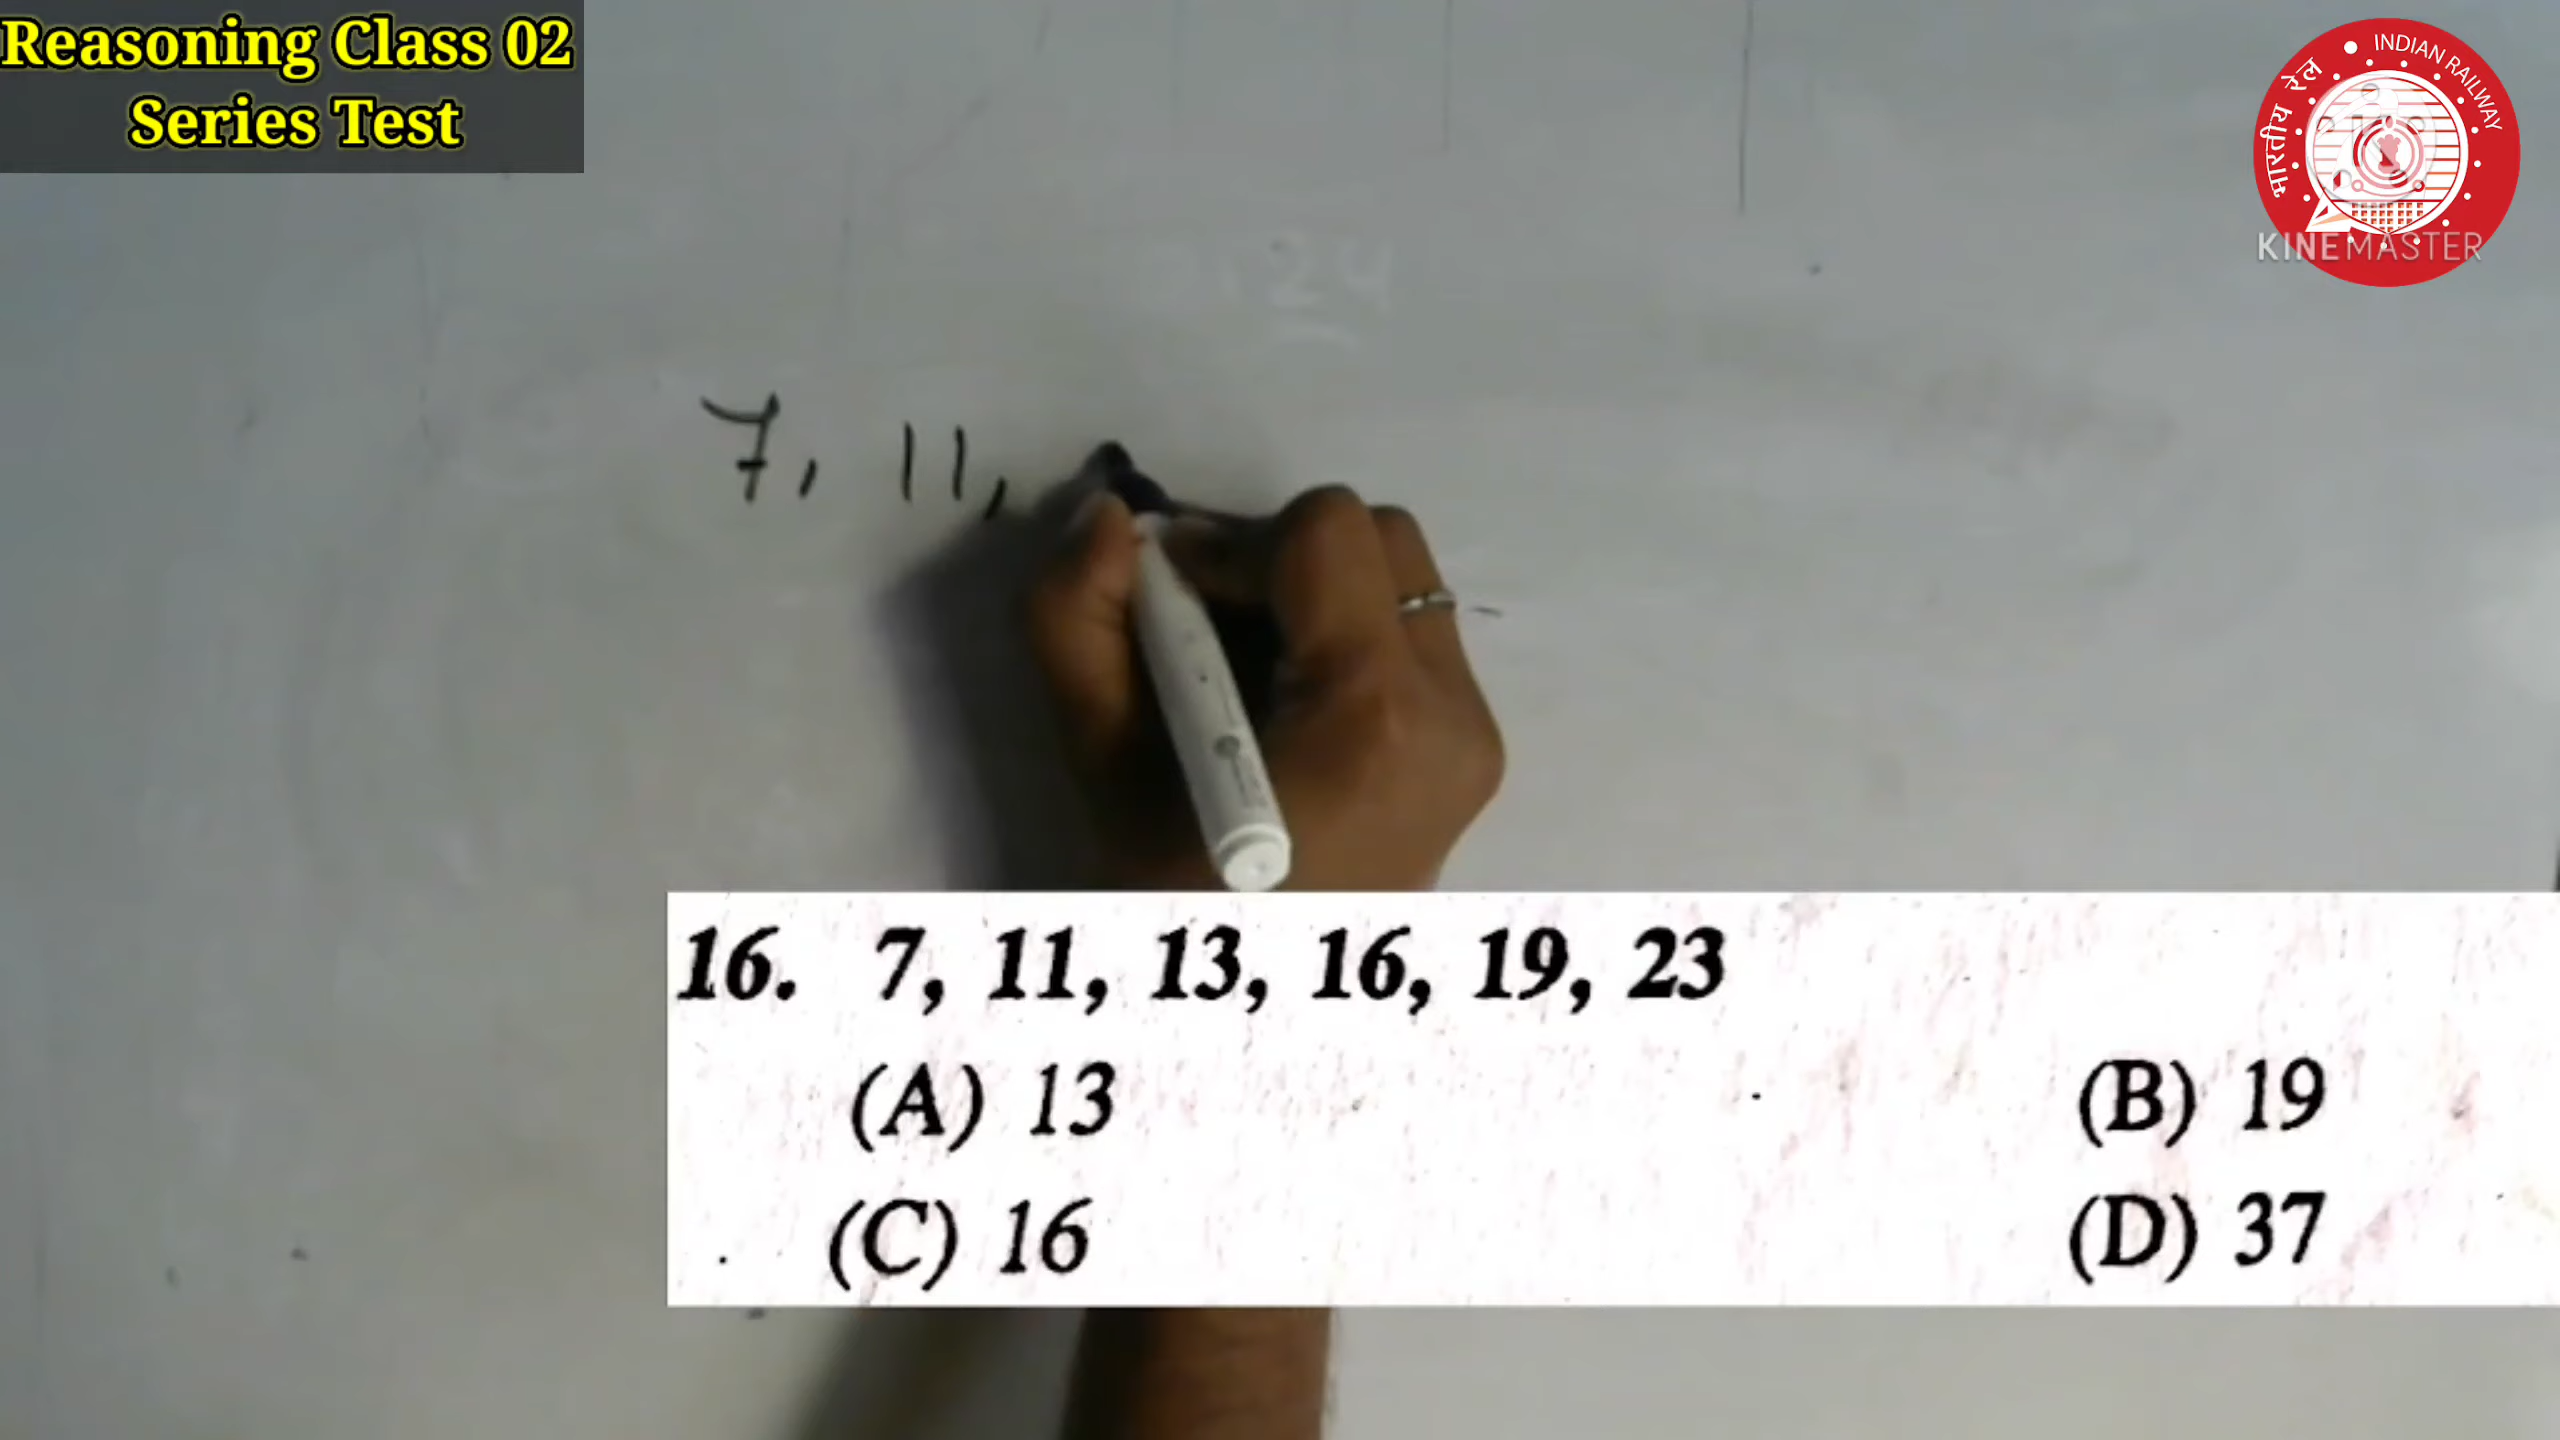 Reasoning Class 02
Series Test
भारतीय रेल
INDIAN RAILWAY
KINEMASTER
24
7, 11,
16. 7, 11, 13, 16, 19, 23
(A) 13 (B) 19
(C) 16 (D) 37